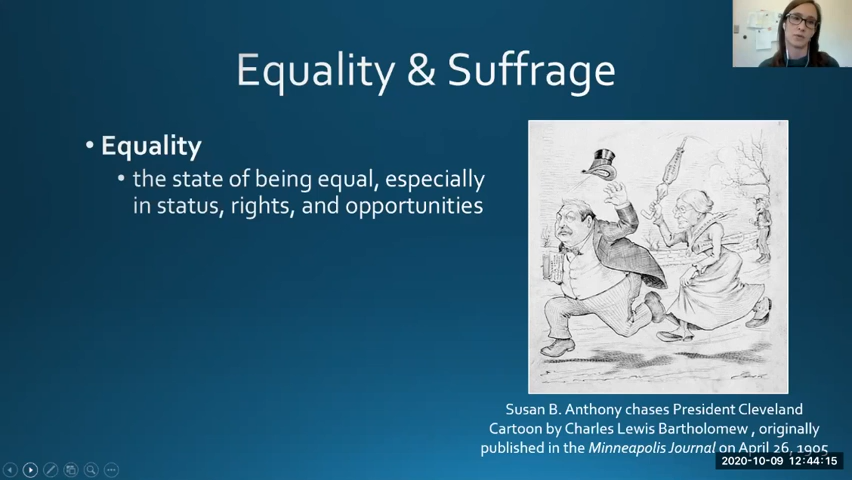 Equality & Suffrage
• Equality
• the state of being equal, especially
in status, rights, and opportunities
Susan B. Anthony chases President Cleveland
Cartoon by Charles Lewis Bartholomew , originally
published in the Minneapolis Journal on April 26, 1905
2020-10-09 12:44:15